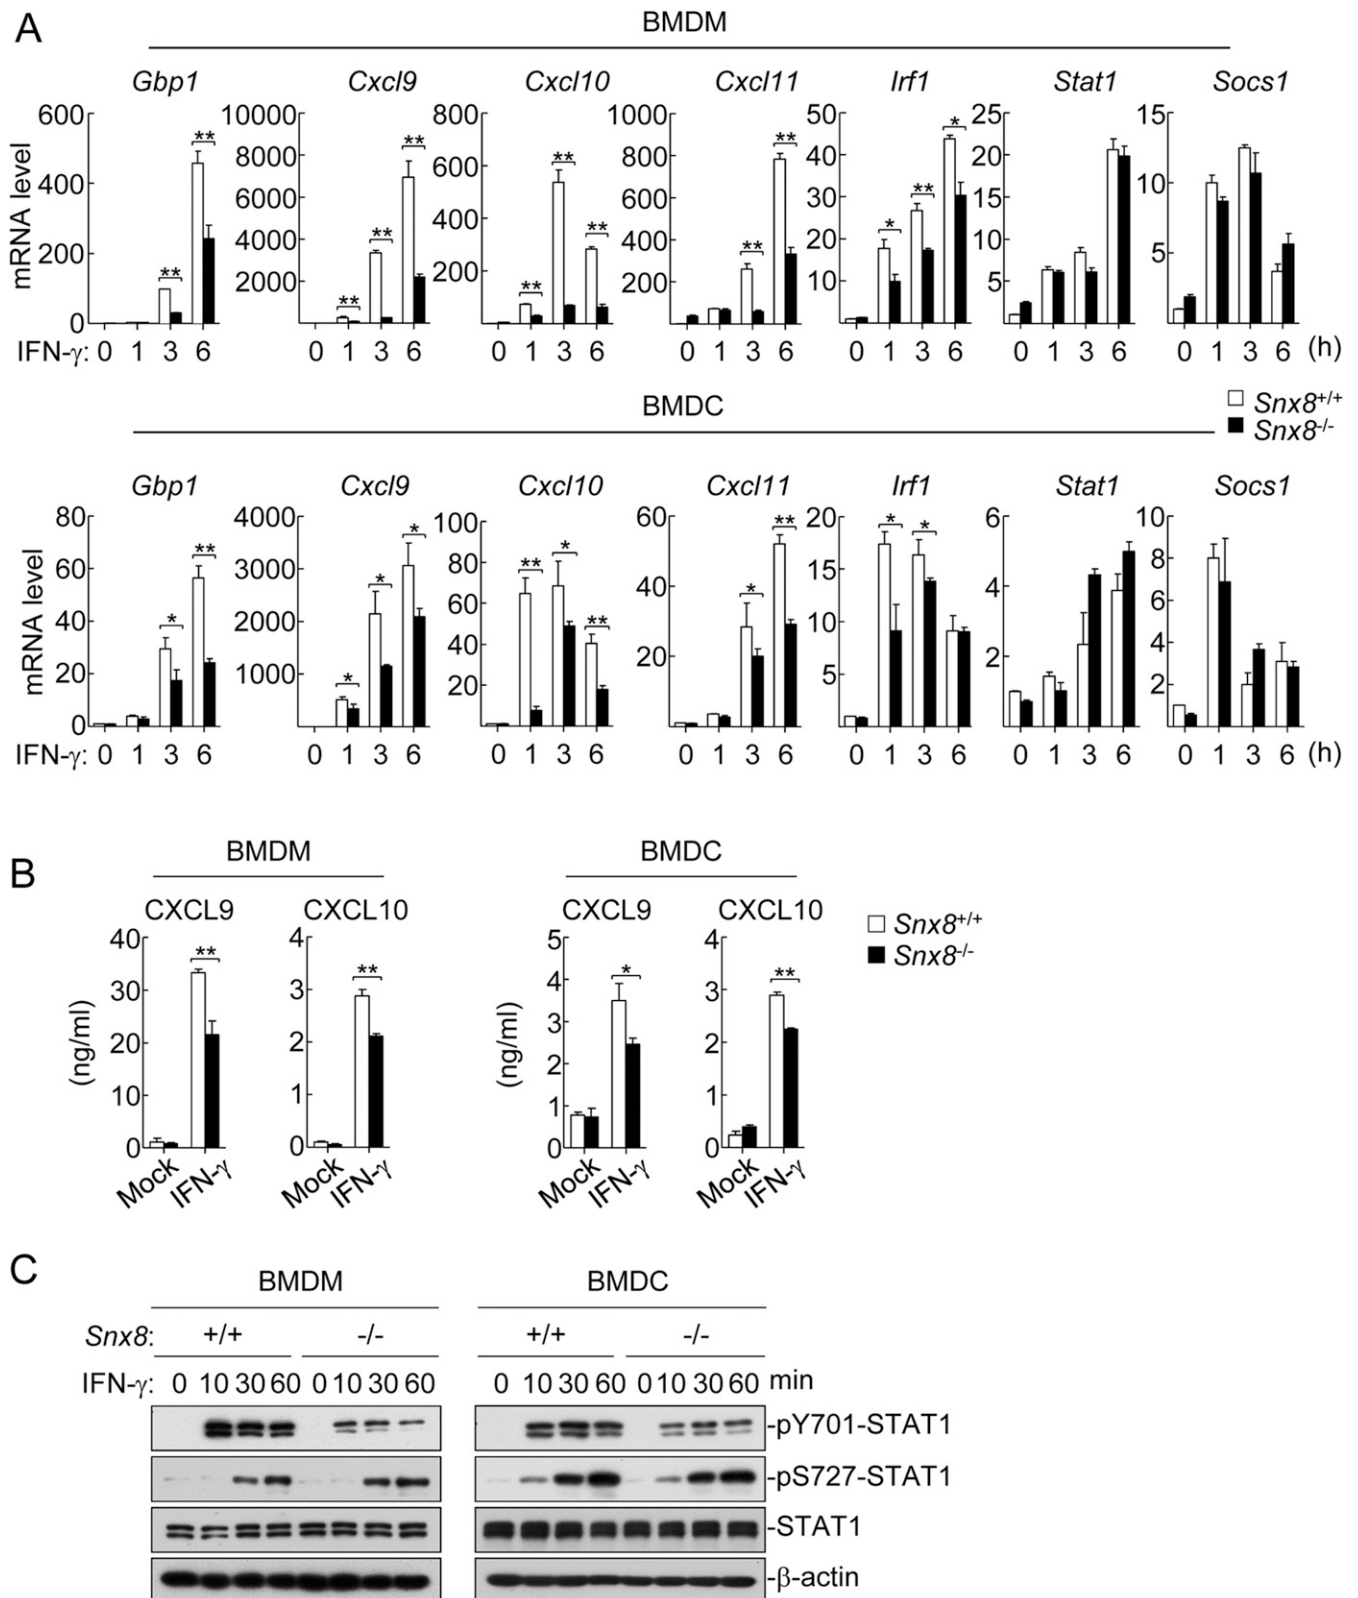 A
BMDM
Gbp1 Cxcl9 Cxcl10 Cxcl11 Irf1 Stat1 Socs1
mRNA level
600 400 200 0
10000 8000 6000 4000 2000
800 600 400 200
1000 800 600 400 200
50 40 30 20 10
25 20 15 10 5
15 10 5
** **
** ** **
** ** **
** **
* ** *
IFN-γ: 0 1 3 6 0 1 3 6 0 1 3 6 0 1 3 6 0 1 3 6 0 1 3 6 0 1 3 6 (h)
BMDC
Snx8+/+
Snx8-/-
Gbp1 Cxcl9 Cxcl10 Cxcl11 Irf1 Stat1 Socs1
mRNA level
80 60 40 20 0
4000 3000 2000 1000
100 80 60 40 20
60 40 20
20 15 10 5
6 4 2
10 8 6 4 2
* **
* * *
** * **
* **
* *
IFN-γ: 0 1 3 6 0 1 3 6 0 1 3 6 0 1 3 6 0 1 3 6 0 1 3 6 0 1 3 6 (h)
B
BMDM BMDC
CXCL9 CXCL10 CXCL9 CXCL10
Snx8+/+
Snx8-/-
(ng/ml)
40 30 20 10 0
4 3 2 1 0
(ng/ml)
5 4 3 2 1 0
4 3 2 1 0
** ** * **
Mock IFN-γ Mock IFN-γ Mock IFN-γ Mock IFN-γ
C
BMDM BMDC
Snx8: +/+ -/- +/+ -/-
IFN-γ: 0 10 30 60 0 10 30 60 0 10 30 60 0 10 30 60 min
-pY701-STAT1
-pS727-STAT1
-STAT1
-β-actin